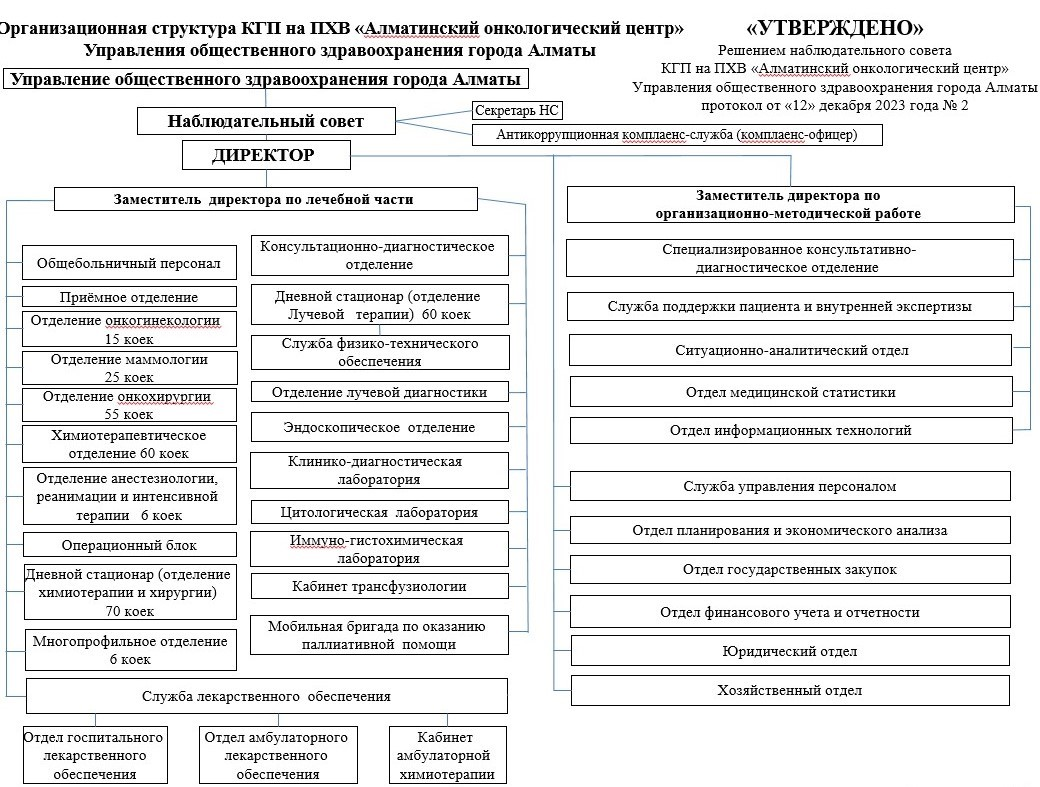 Организационная структура КГП на ПХВ «Алматинский онкологический центр»
Управления общественного здравоохранения города Алматы
«УТВЕРЖДЕНО»
Решением наблюдательного совета
КГП на ПХВ «Алматинский онкологический центр»
Управления общественного здравоохранения города Алматы
протокол от «12» декабря 2023 года № 2
Управление общественного здравоохранения города Алматы
Наблюдательный совет
Секретарь НС
Антикоррупционная комплаенс-служба (комплаенс-офицер)
ДИРЕКТОР
Заместитель директора по лечебной части
Общебольничный персонал
Приёмное отделение
Отделение онкогинекологии
15 коек
Отделение маммологии
25 коек
Отделение онкохирургии
55 коек
Химиотерапевтическое
отделение 60 коек
Отделение анестезиологии,
реанимации и интенсивной
терапии 6 коек
Операционный блок
Дневной стационар (отделение
химиотерапии и хирургии)
70 коек
Многопрофильное отделение
6 коек
Консультационно-диагностическое
отделение
Дневной стационар (отделение
Лучевой терапии) 60 коек
Служба физико-технического
обеспечения
Отделение лучевой диагностики
Эндоскопическое отделение
Клинико-диагностическая
лаборатория
Цитологическая лаборатория
Иммуно-гистохимическая
лаборатория
Кабинет трансфузиологии
Мобильная бригада по оказанию
паллиативной помощи
Служба лекарственного обеспечения
Отдел госпитального
лекарственного
обеспечения
Отдел амбулаторного
лекарственного
обеспечения
Кабинет
амбулаторной
химиотерапии
Заместитель директора по
организационно-методической работе
Специализированное консультативно-
диагностическое отделение
Служба поддержки пациента и внутренней экспертизы
Ситуационно-аналитический отдел
Отдел медицинской статистики
Отдел информационных технологий
Служба управления персоналом
Отдел планирования и экономического анализа
Отдел государственных закупок
Отдел финансового учета и отчетности
Юридический отдел
Хозяйственный отдел